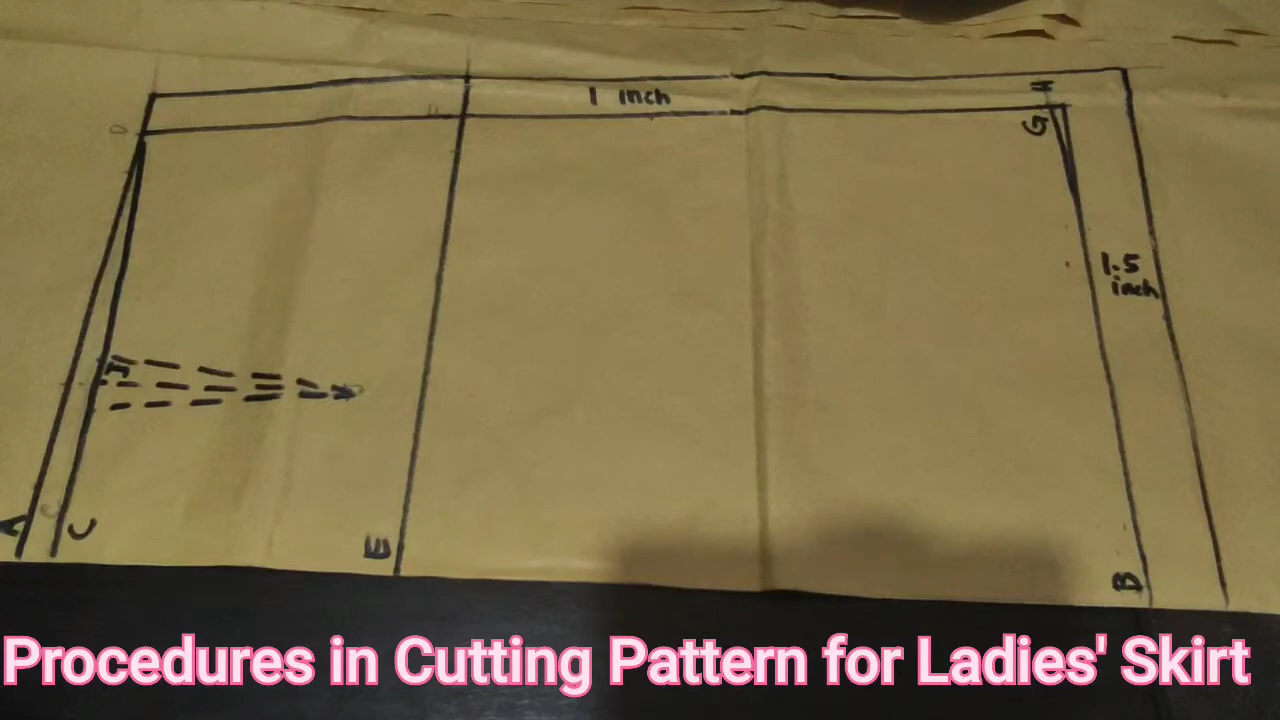 1 inch
H
G
D
1.5
inch
A
C
E
B
Procedures in Cutting Pattern for Ladies' Skirt